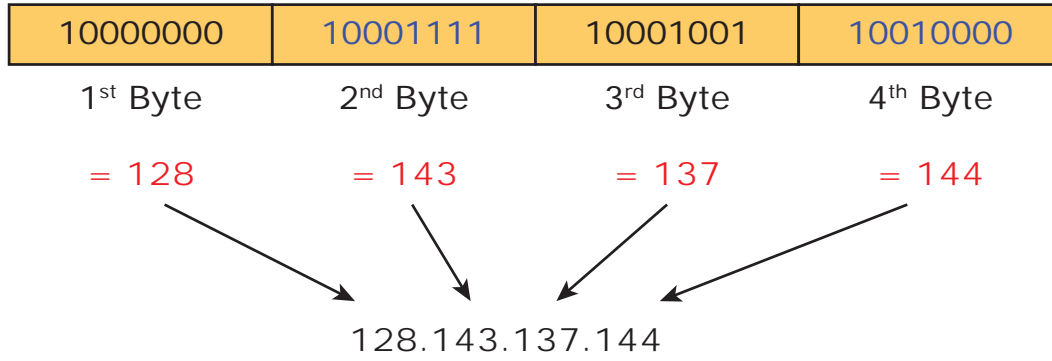 10000000 10001111 10001001 10010000
1st Byte 2nd Byte 3rd Byte 4th Byte
= 128 = 143 = 137 = 144
128.143.137.144